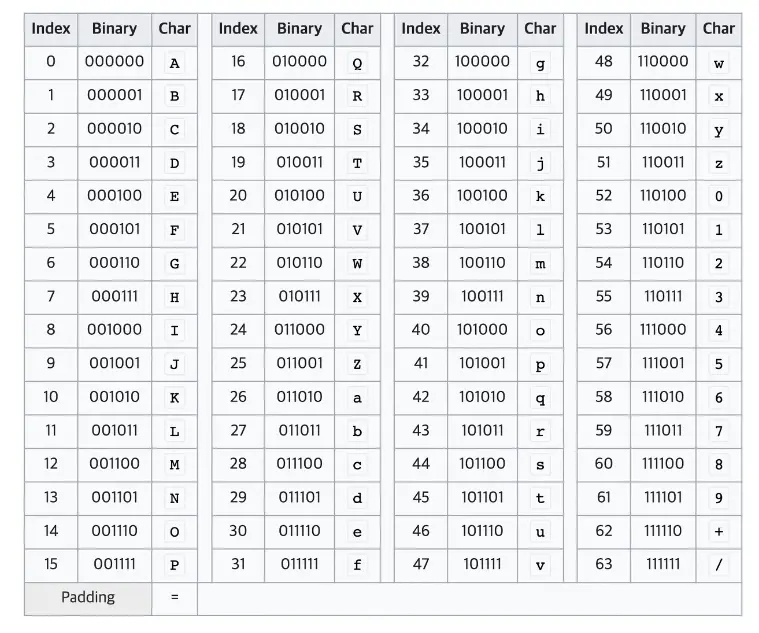 Index Binary Char Index Binary Char Index Binary Char Index Binary Char
0 000000 A 16 010000 Q 32 100000 g 48 110000 w
1 000001 B 17 010001 R 33 100001 h 49 110001 x
2 000010 C 18 010010 S 34 100010 i 50 110010 y
3 000011 D 19 010011 T 35 100011 j 51 110011 z
4 000100 E 20 010100 U 36 100100 k 52 110100 0
5 000101 F 21 010101 V 37 100101 l 53 110101 1
6 000110 G 22 010110 W 38 100110 m 54 110110 2
7 000111 H 23 010111 X 39 100111 n 55 110111 3
8 001000 I 24 011000 Y 40 101000 o 56 111000 4
9 001001 J 25 011001 Z 41 101001 p 57 111001 5
10 001010 K 26 011010 a 42 101010 q 58 111010 6
11 001011 L 27 011011 b 43 101011 r 59 111011 7
12 001100 M 28 011100 c 44 101100 s 60 111100 8
13 001101 N 29 011101 d 45 101101 t 61 111101 9
14 001110 O 30 011110 e 46 101110 u 62 111110 +
15 001111 P 31 011111 f 47 101111 v 63 111111 /
Padding =